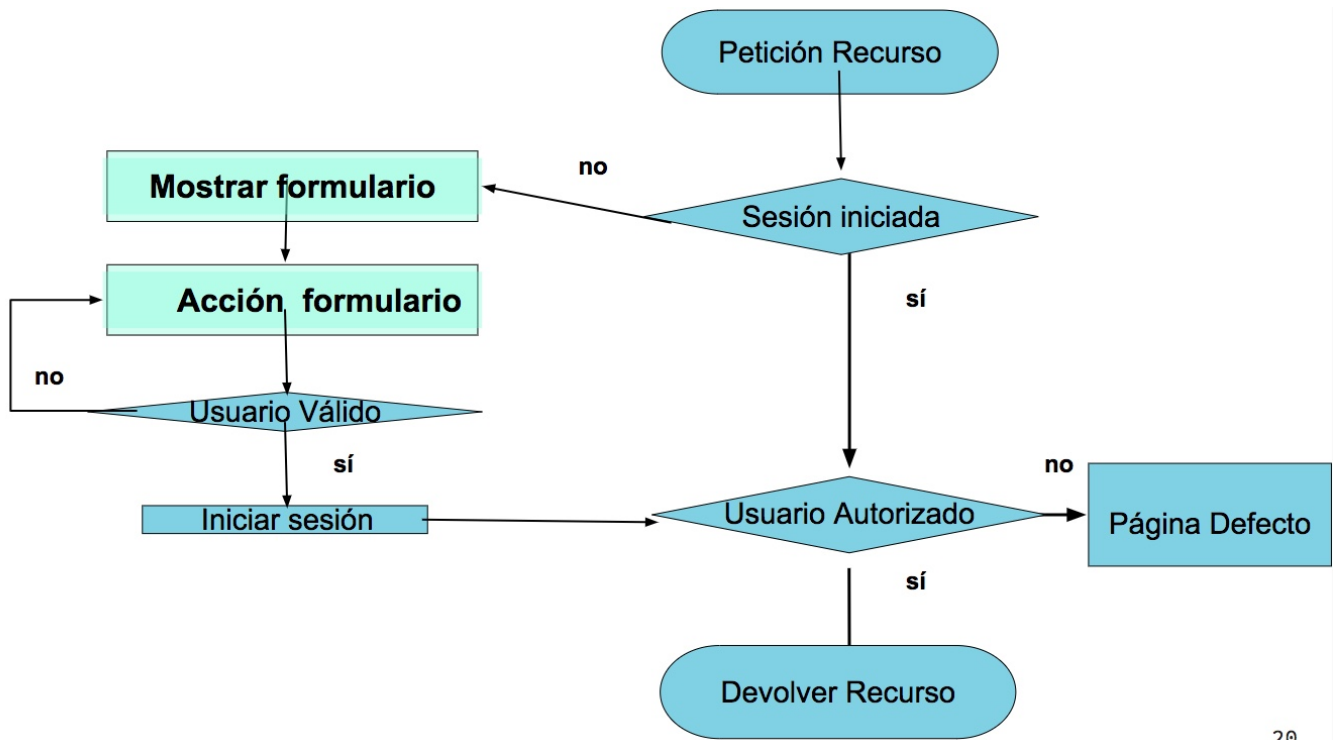 Petición Recurso
no
Mostrar formulario
Sesión iniciada
Acción formulario
sí
no
Usuario Válido
sí
no
Iniciar sesión
Usuario Autorizado
Página Defecto
sí
Devolver Recurso
20